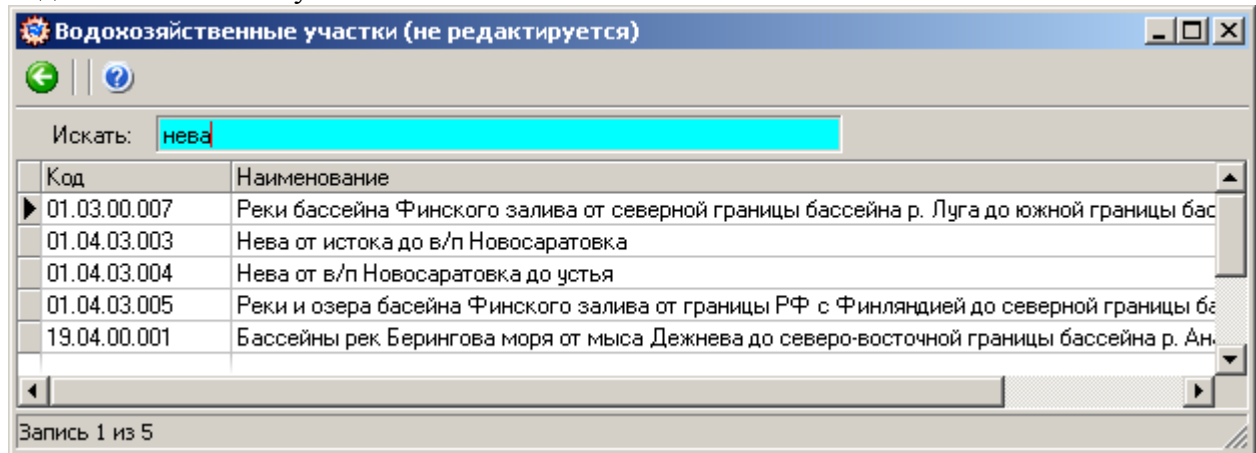 Водохозяйственные участки (не редактируется)
Искать: нева
Код Наименование
01.03.00.007 Реки бассейна Финского залива от северной границы бассейна р. Луга до южной границы бас
01.04.03.003 Нева от истока до в/п Новосаратовка
01.04.03.004 Нева от в/п Новосаратовка до устья
01.04.03.005 Реки и озера басейна Финского залива от границы РФ с Финляндией до северной границы ба
19.04.00.001 Бассейны рек Берингова моря от мыса Дежнева до северо-восточной границы бассейна р. Ан
Запись 1 из 5